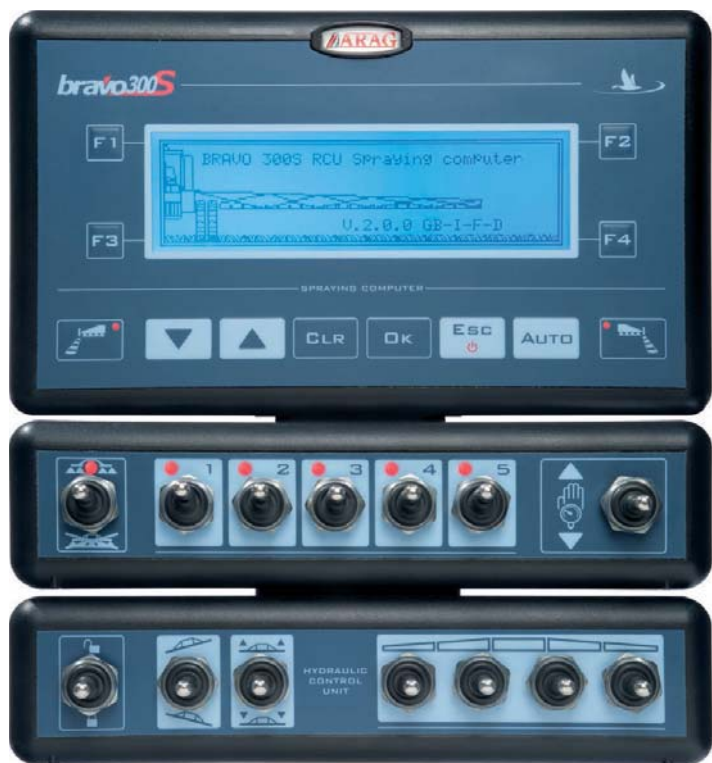 ARAG
bravo300S
F1
F2
BRAVO 300S RCU Spraying computer
V.2.0.0 GB-I-F-D
F3
F4
SPRAYING COMPUTER
CLR
OK
ESC
AUTO
1
2
3
4
5
HYDRAULIC
CONTROL
UNIT